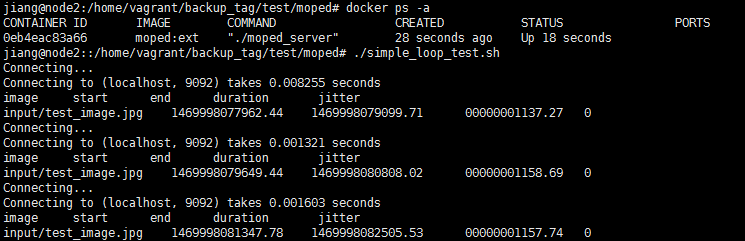 jiang@node2:/home/vagrant/backup_tag/test/moped# docker ps -a
CONTAINER ID IMAGE COMMAND CREATED STATUS PORTS
0eb4eac83a66 moped:ext "./moped_server" 28 seconds ago Up 18 seconds
jiang@node2::/home/vagrant/backup_tag/test/moped# ./simple_loop_test.sh
Connecting...
Connecting to (localhost, 9092) takes 0.008255 seconds
image start end duration jitter
input/test_image.jpg 1469998077962.44 1469998079099.71 00000001137.27 0
Connecting...
Connecting to (localhost, 9092) takes 0.001321 seconds
image start end duration jitter
input/test_image.jpg 1469998079649.44 1469998080808.02 00000001158.69 0
Connecting...
Connecting to (localhost, 9092) takes 0.001603 seconds
image start end duration jitter
input/test_image.jpg 1469998081347.78 1469998082505.53 00000001157.74 0